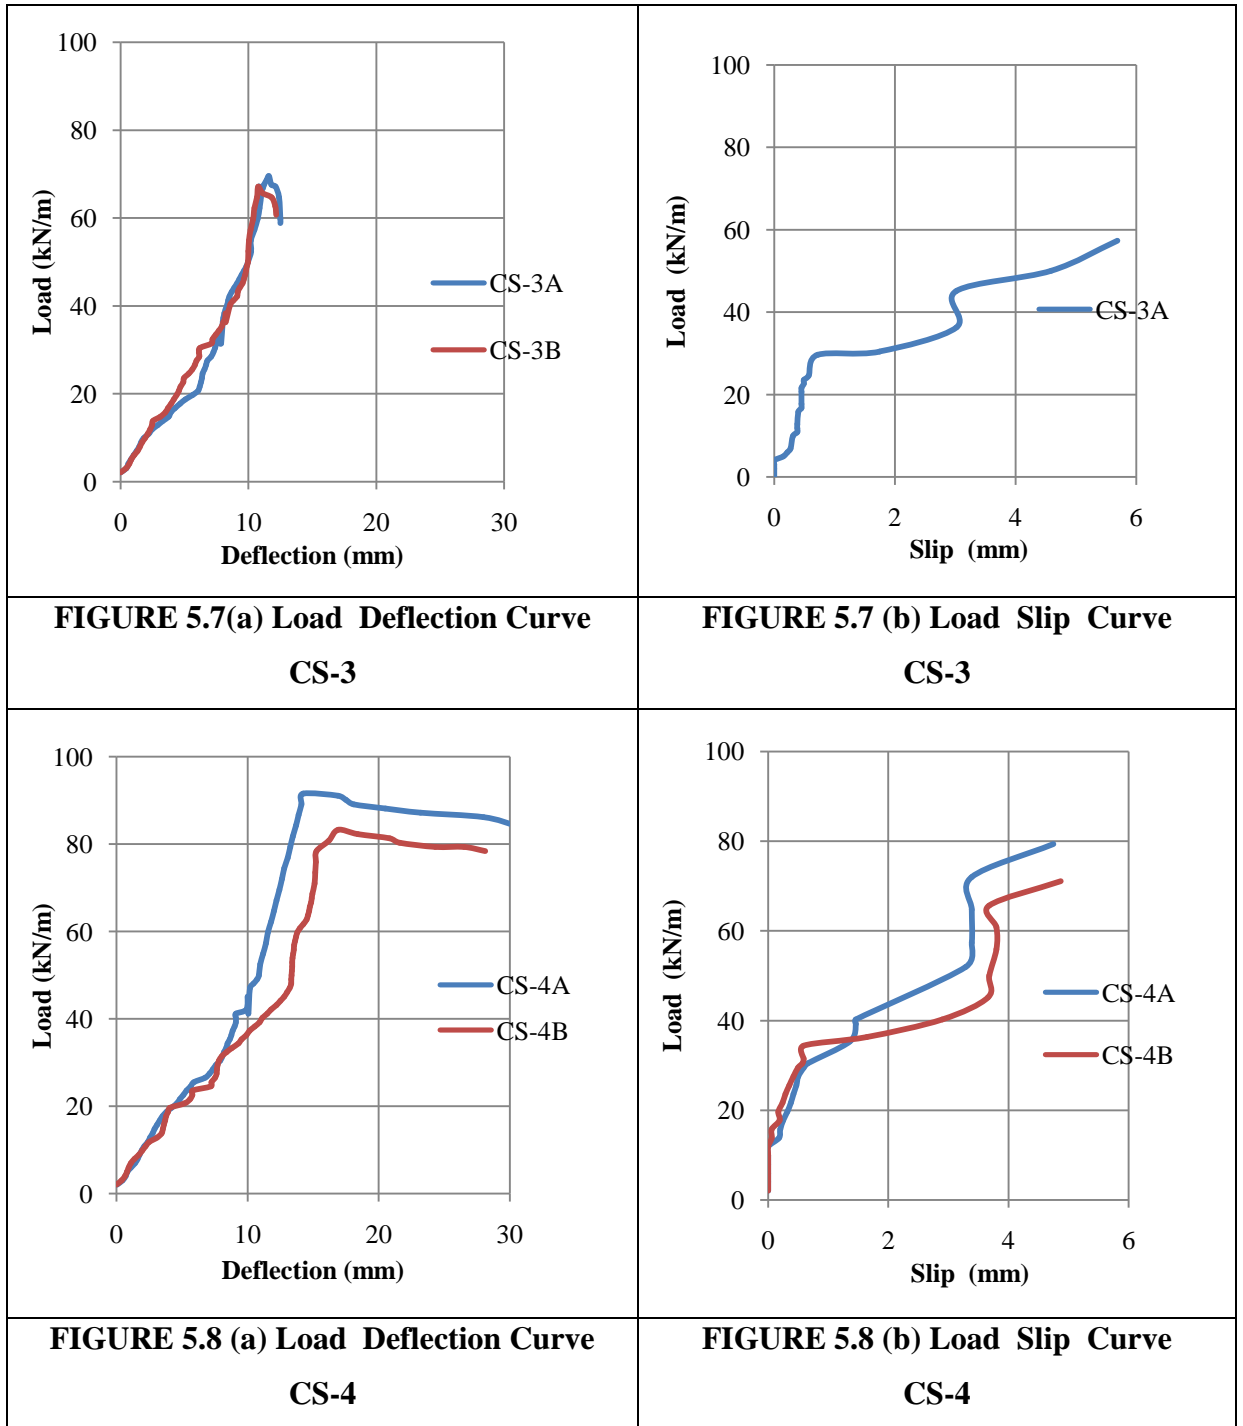 100
80
60
40
20
0
Load (kN/m)
CS-3A
CS-3B
0 10 20 30
Deflection (mm)
100
80
60
40
20
0
Load (kN/m)
CS-3A
0 2 4 6
Slip (mm)
FIGURE 5.7(a) Load Deflection Curve
CS-3
FIGURE 5.7 (b) Load Slip Curve
CS-3
100
80
60
40
20
0
Load (kN/m)
CS-4A
CS-4B
0 10 20 30
Deflection (mm)
100
80
60
40
20
0
Load (kN/m)
CS-4A
CS-4B
0 2 4 6
Slip (mm)
FIGURE 5.8 (a) Load Deflection Curve
CS-4
FIGURE 5.8 (b) Load Slip Curve
CS-4